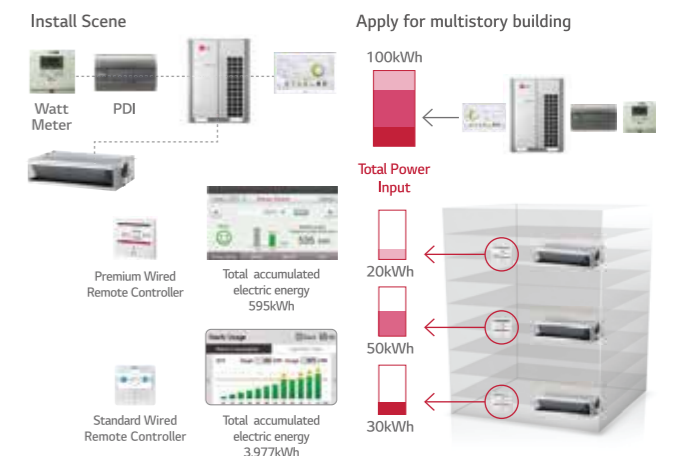 Install Scene
Watt
Meter
PDI
Premium Wired
Remote Controller
Total accumulated
electric energy
595kWh
Standard Wired
Remote Controller
Total accumulated
electric energy
3,977kWh
Apply for multistory building
100kWh
Total Power
Input
20kWh
50kWh
30kWh